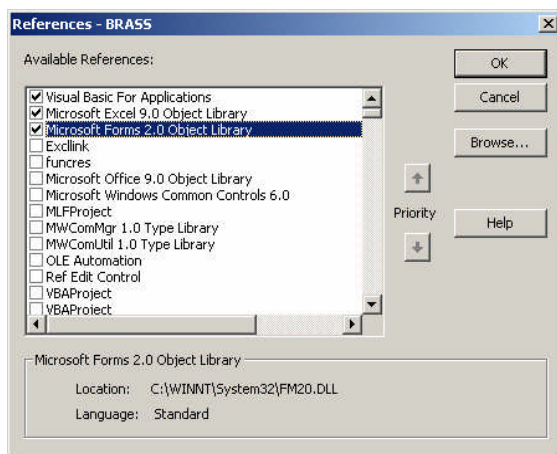 References - BRASS
Available References:
Visual Basic For Applications
Microsoft Excel 9.0 Object Library
Microsoft Forms 2.0 Object Library
Excllink
funcres
Microsoft Office 9.0 Object Library
Microsoft Windows Common Controls 6.0
MLFProject
MWComMgr 1.0 Type Library
MWComUtil 1.0 Type Library
OLE Automation
Ref Edit Control
VBAProject
VBAProject
OK
Cancel
Browse...
Priority
Help
Microsoft Forms 2.0 Object Library
Location: C:\WINNT\System32\FM20.DLL
Language: Standard